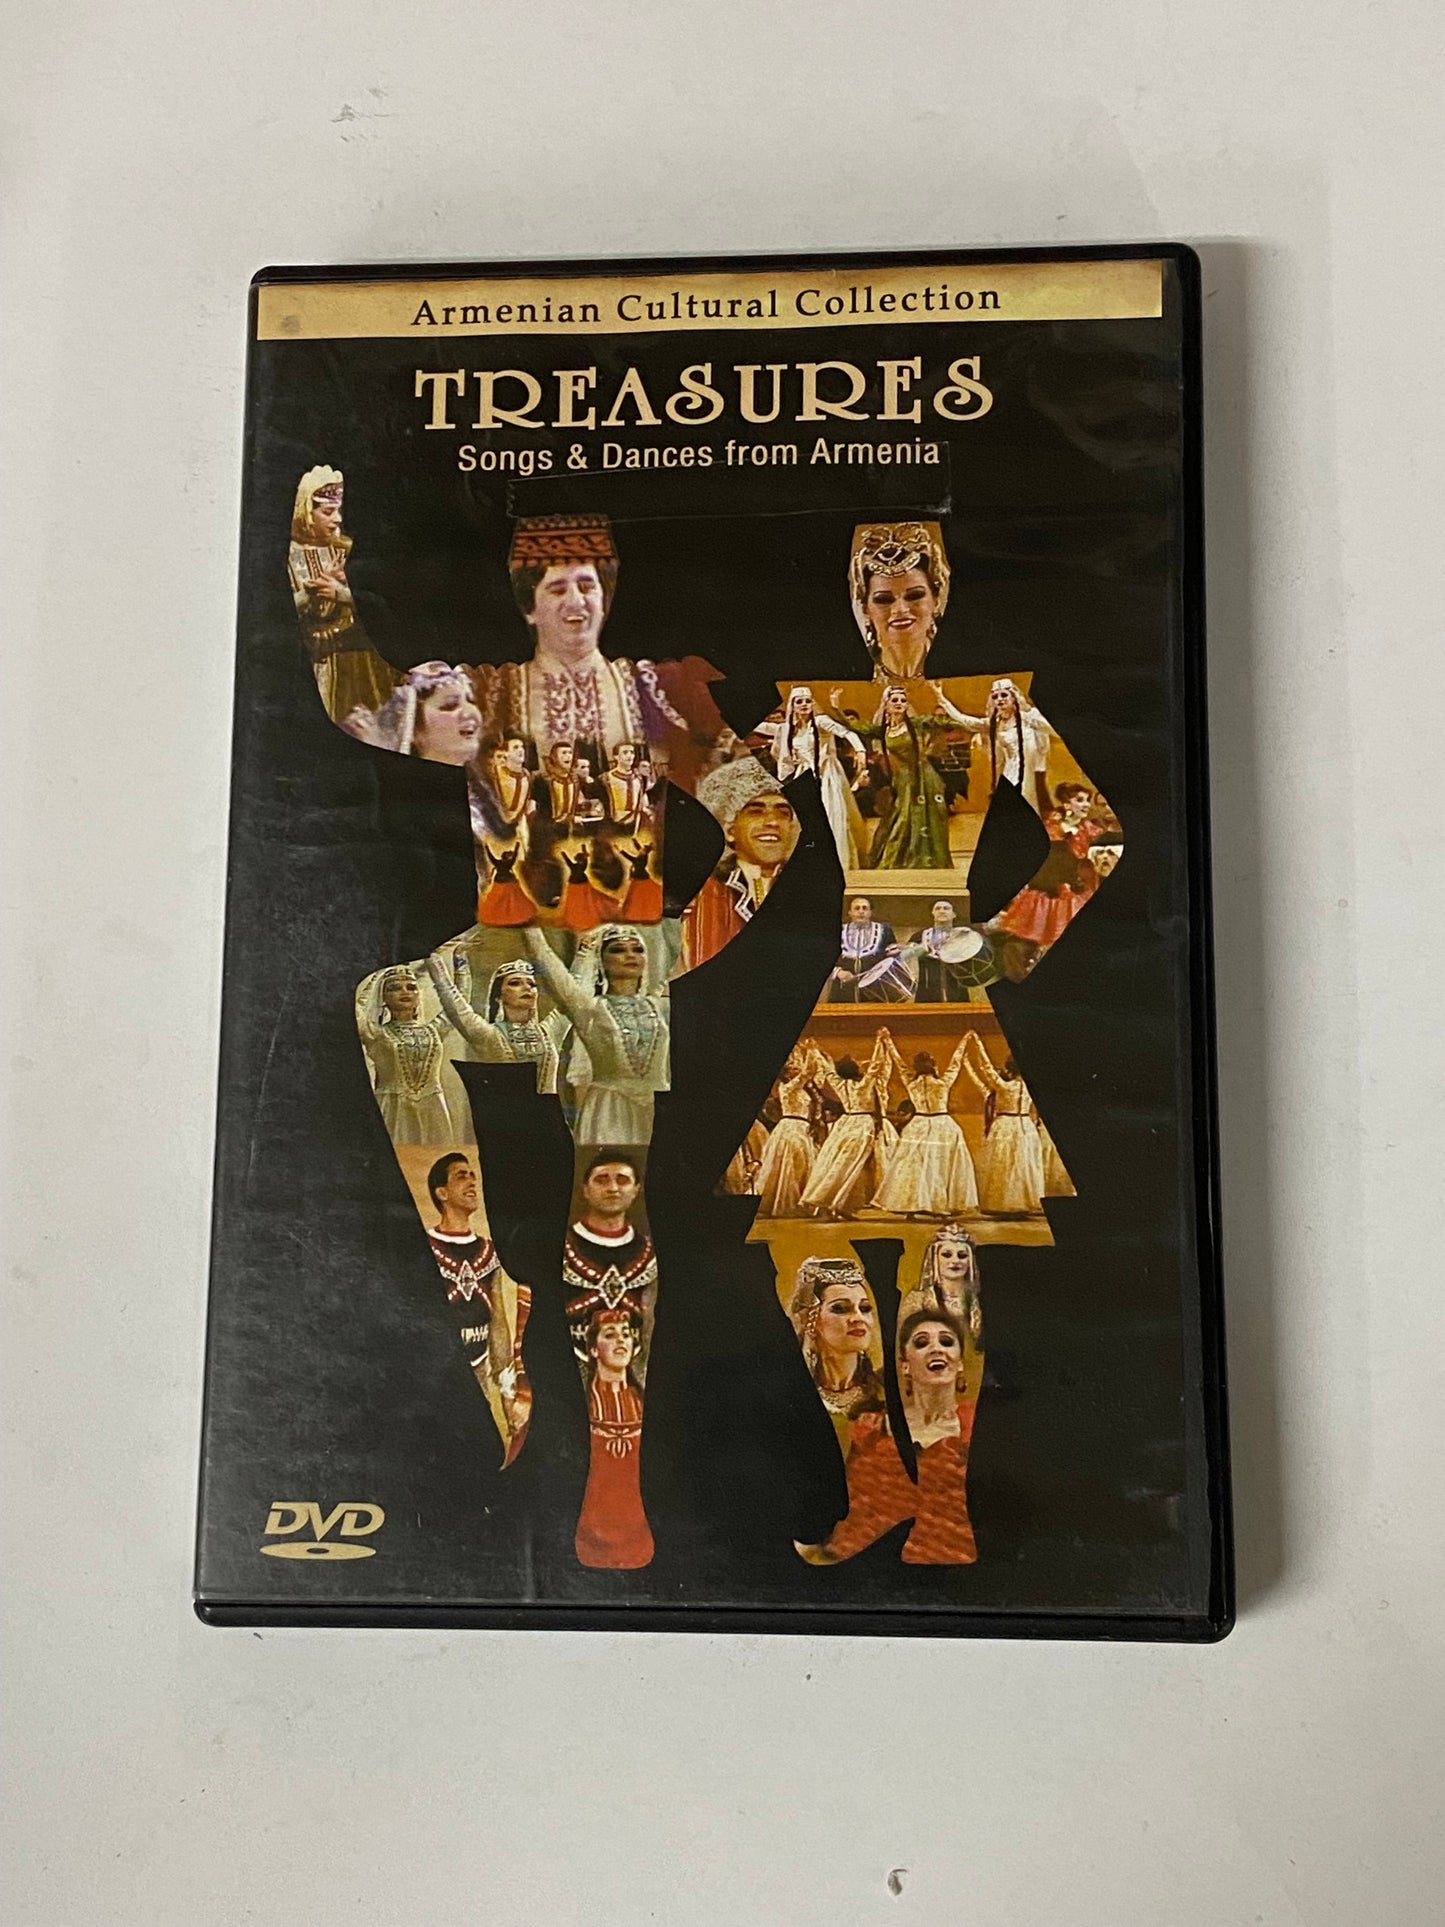 Armenian Cultural Collection
TREASURES
Songs & Dances from Armenia
DVD